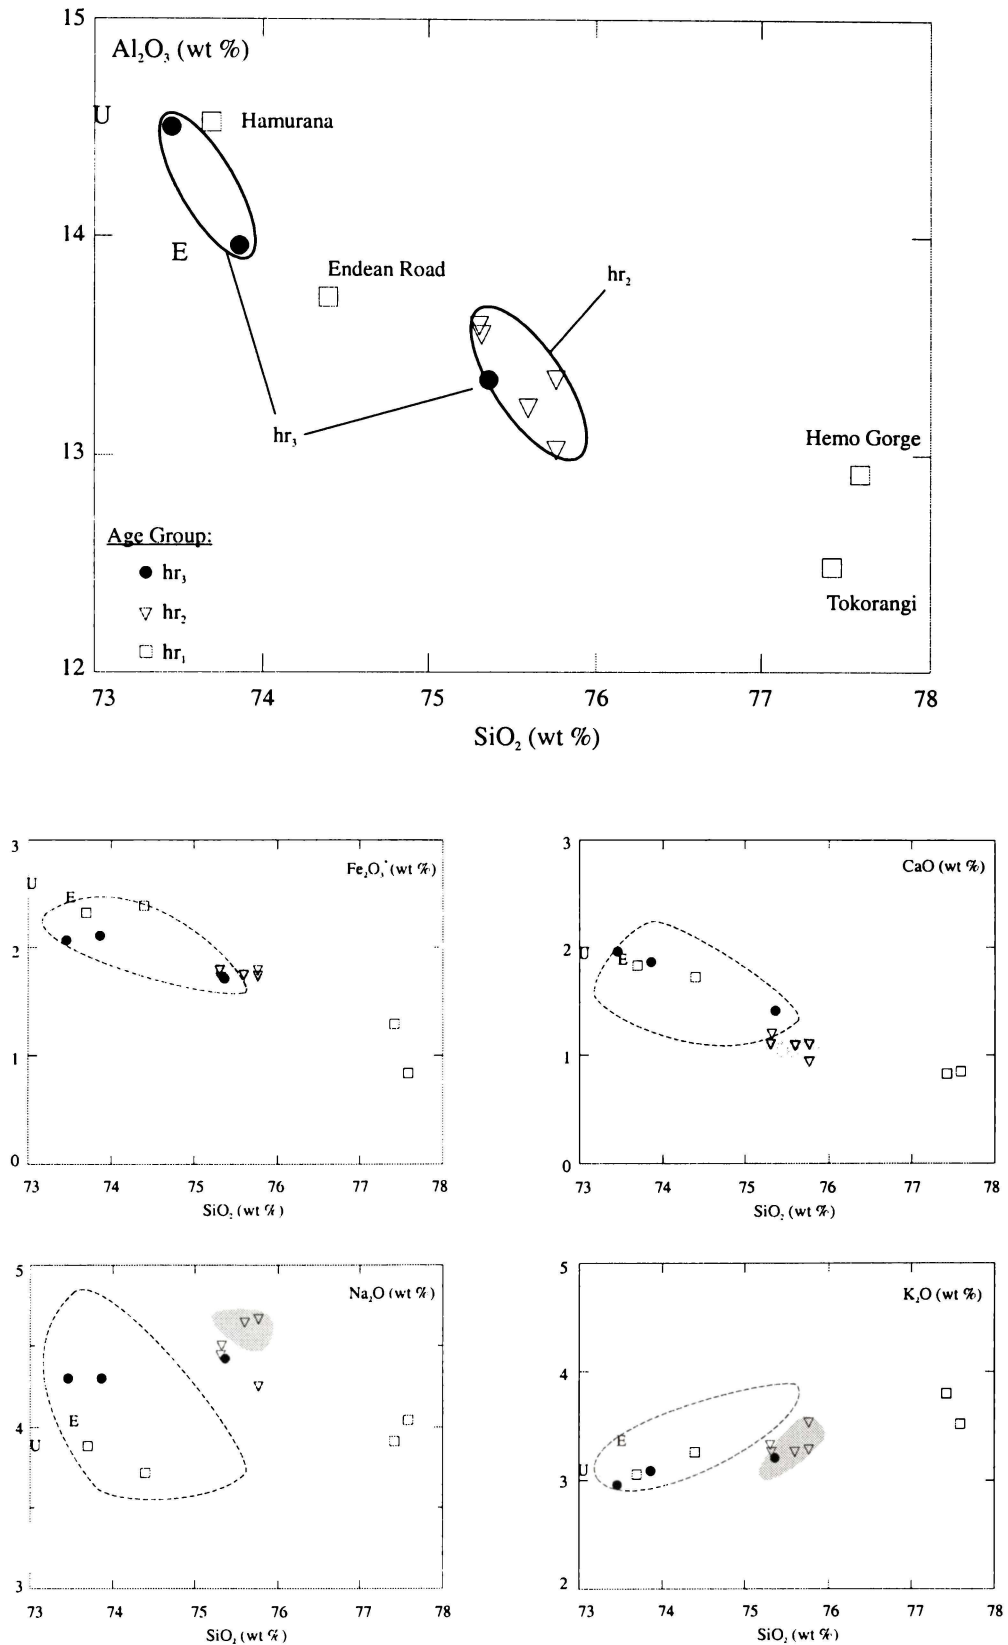 15
Al₂O₃ (wt %)
U
Hamurana
14
E
Endean Road
hr₂
hr₃
13
Hemo Gorge
Age Group:
hr₃
hr₂
hr₁
Tokorangi
12
73 74 75 76 77 78
SiO₂ (wt %)
3
Fe₂O₃* (wt %)
U
E
2
1
0
73 74 75 76 77 78
SiO₂ (wt %)
3
CaO (wt %)
2
U
E
1
0
73 74 75 76 77 78
SiO₂ (wt %)
5
Na₂O (wt %)
4
E
U
3
73 74 75 76 77 78
SiO₂ (wt %)
5
K₂O (wt %)
4
E
U
3
2
73 74 75 76 77 78
SiO₂ (wt %)